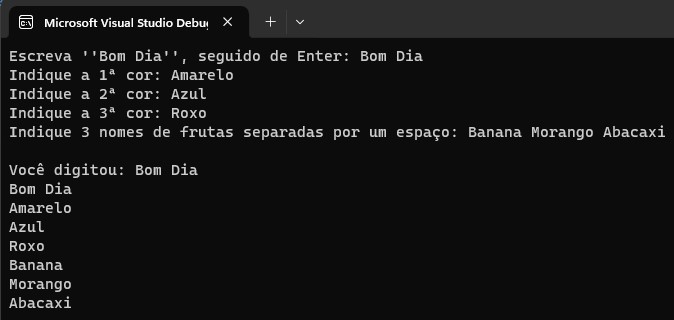 Microsoft Visual Studio Debug
Escreva ''Bom Dia'', seguido de Enter: Bom Dia
Indique a 1ª cor: Amarelo
Indique a 2ª cor: Azul
Indique a 3ª cor: Roxo
Indique 3 nomes de frutas separadas por um espaço: Banana Morango Abacaxi
Você digitou: Bom Dia
Bom Dia
Amarelo
Azul
Roxo
Banana
Morango
Abacaxi